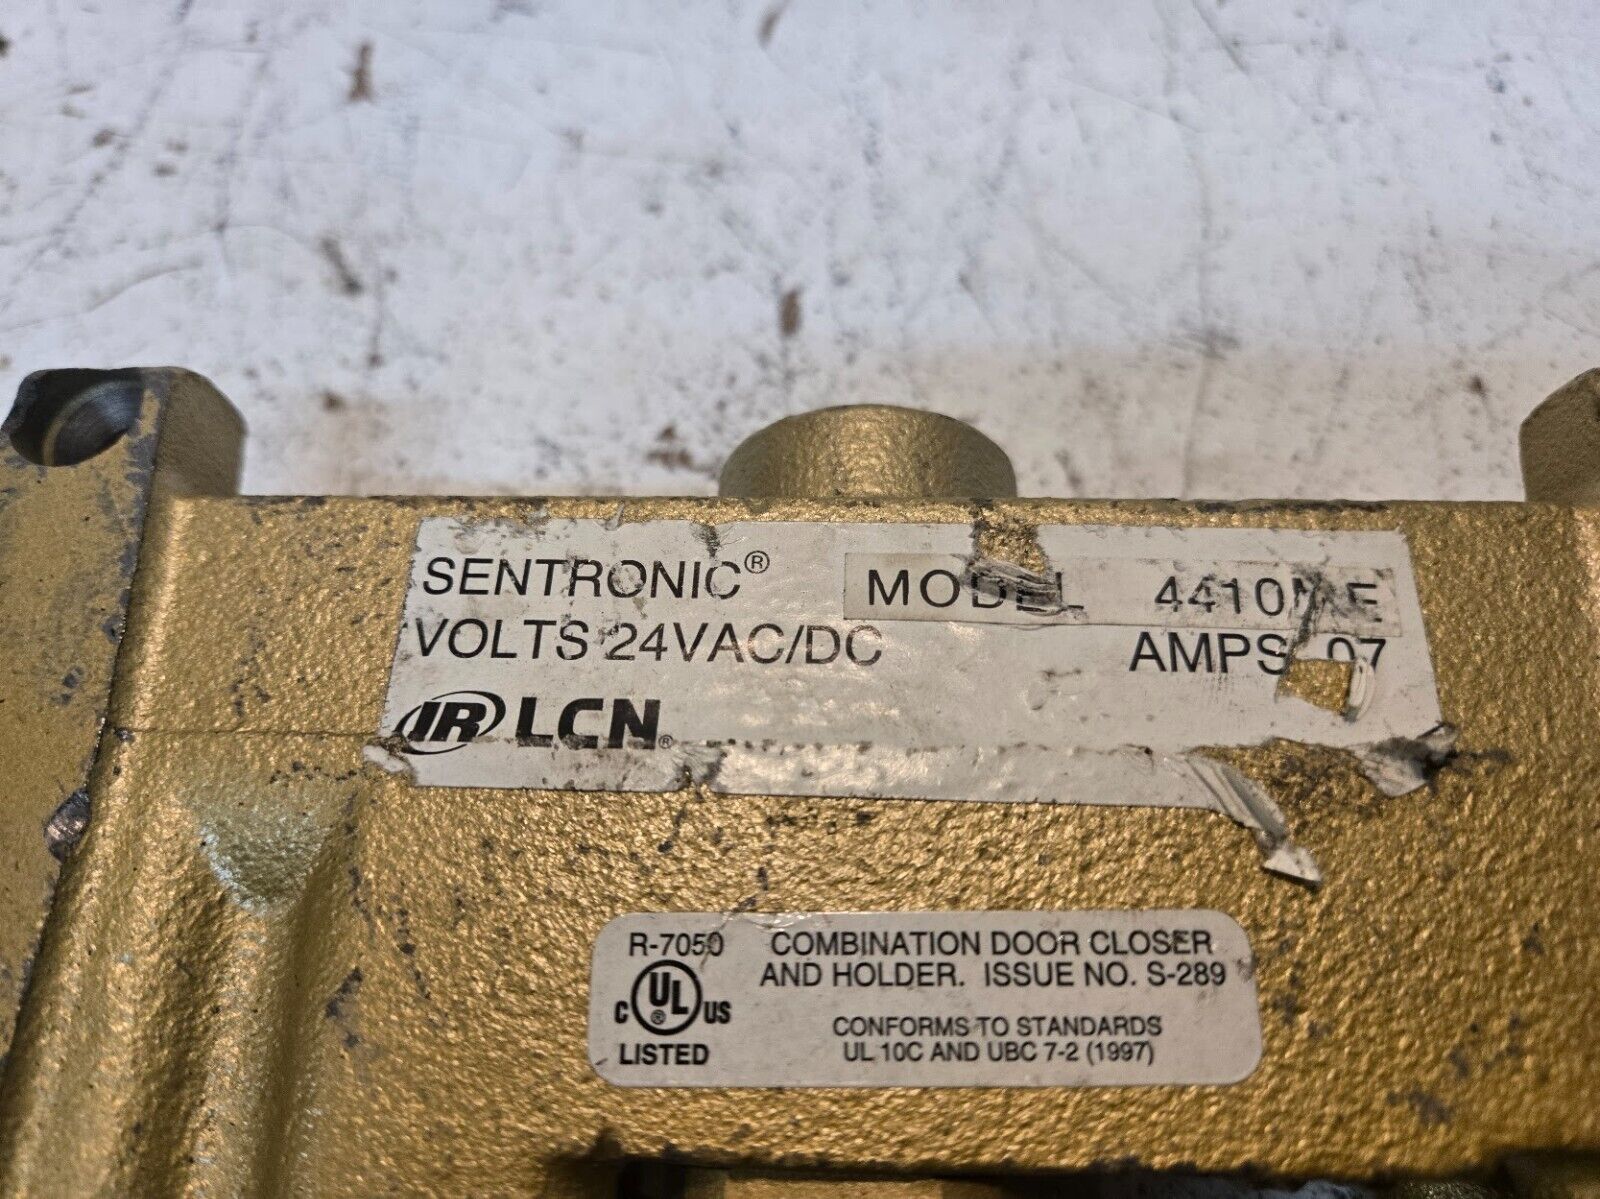 SENTRONIC® MODEL
VOLTS 24VAC/DC AMPS
IR LCN®
R-7050
C UL® US
LISTED
COMBINATION DOOR CLOSER
AND HOLDER. ISSUE NO. S-289
CONFORMS TO STANDARDS
UL 10C AND UBC 7-2 (1997)